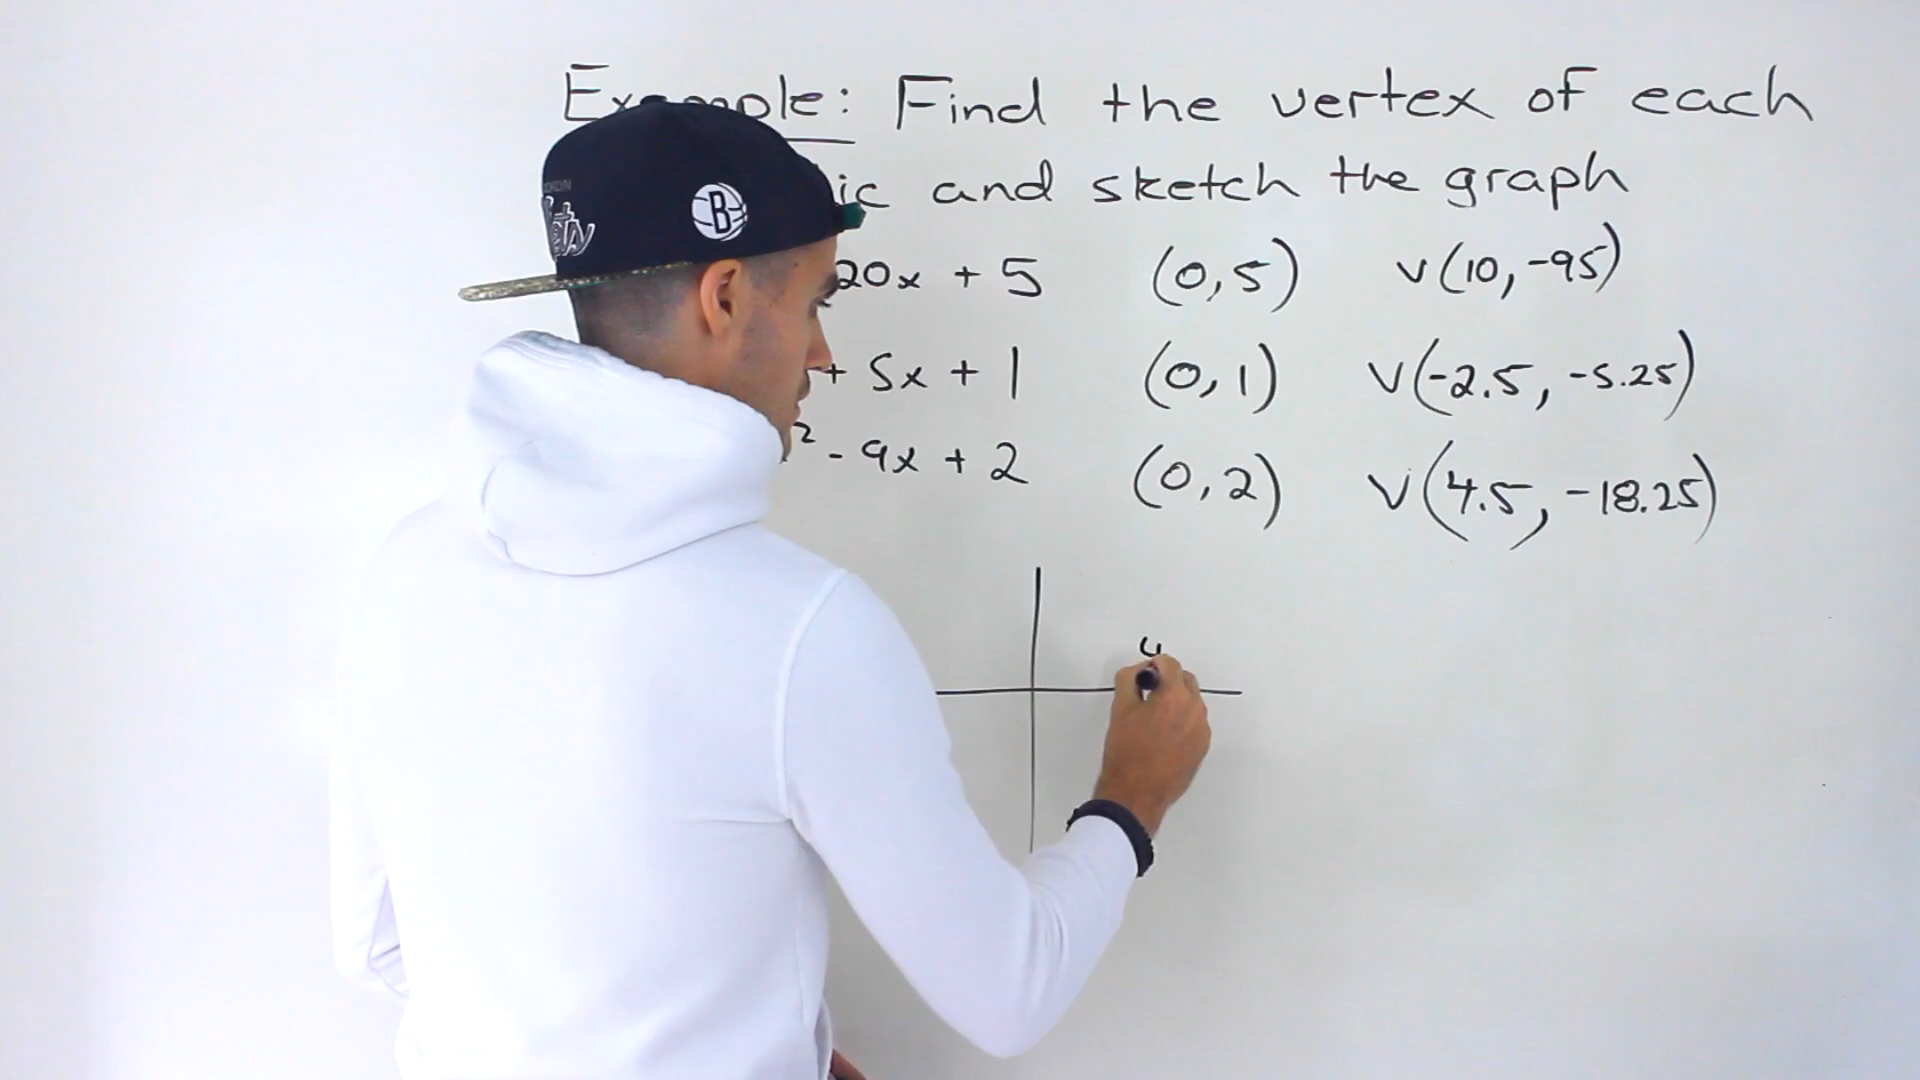 Example: Find the vertex of each
ic and sketch the graph
20x + 5 (0,5) V(10, -95)
+ 5x + 1 (0,1) V(-2.5, -5.25)
² - 9x + 2 (0,2) V(4.5, -18.25)
4
B